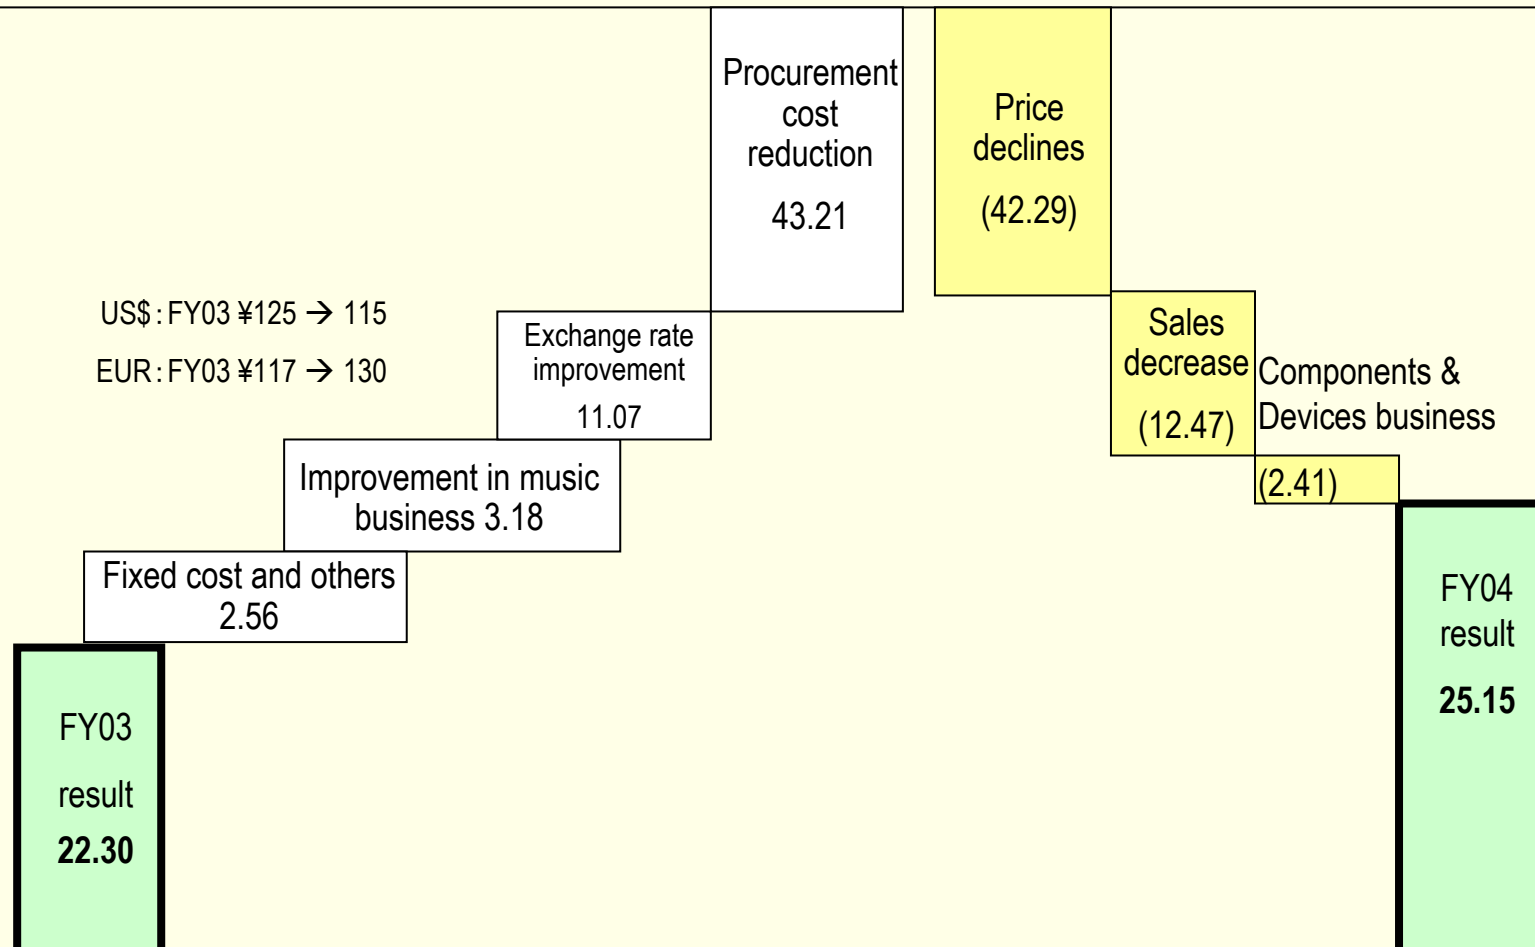 Procurement
cost
reduction
43.21
Price
declines
(42.29)
US$ : FY03 ¥125 → 115
EUR : FY03 ¥117 → 130
Exchange rate
improvement
11.07
Sales
decrease
(12.47)
Components &
Devices business
(2.41)
Improvement in music
business 3.18
Fixed cost and others
2.56
FY03
result
22.30
FY04
result
25.15